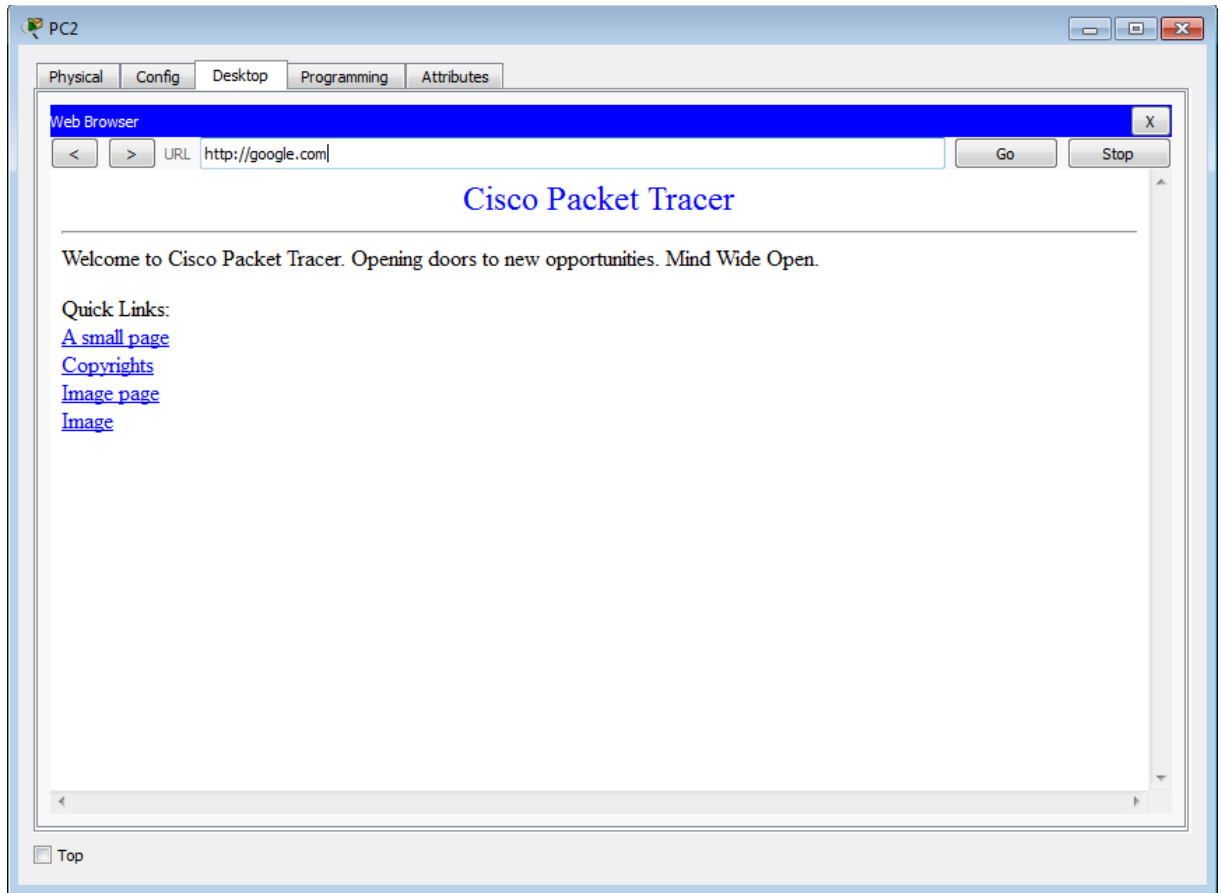 PC2
Physical Config Desktop Programming Attributes
Web Browser X
< > URL http://google.com Go Stop
Cisco Packet Tracer
Welcome to Cisco Packet Tracer. Opening doors to new opportunities. Mind Wide Open.
Quick Links:
A small page
Copyrights
Image page
Image
Top